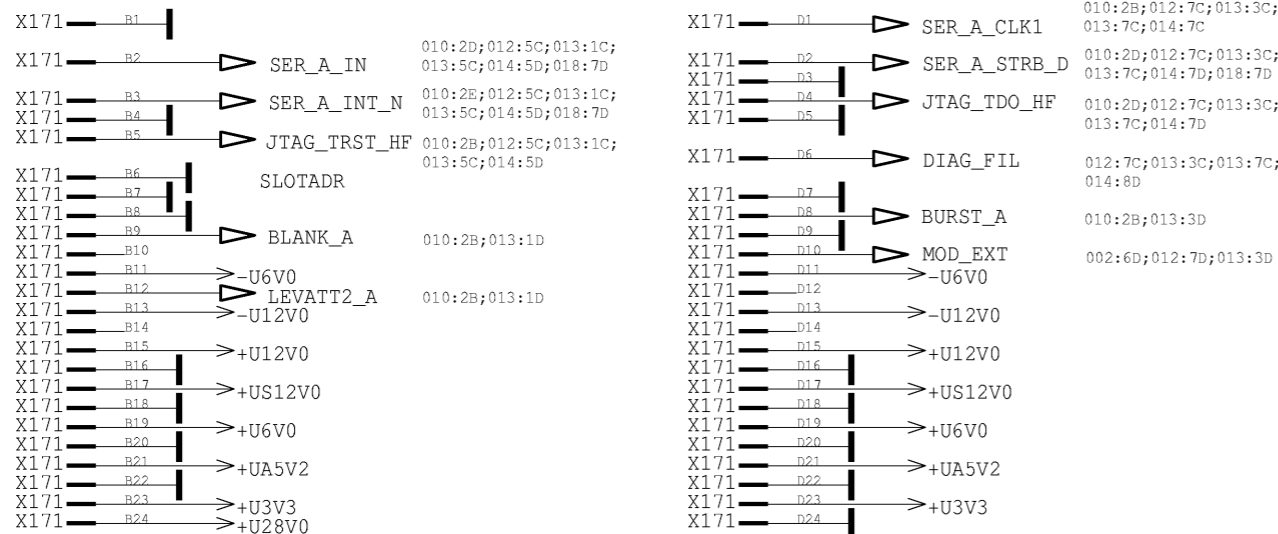 X171 B1
X171 B2 SER_A_IN 010:2D;012:5C;013:1C;
013:5C;014:5D;018:7D
X171 B3 SER_A_INT_N 010:2E;012:5C;013:1C;
X171 B4 013:5C;014:5D;018:7D
X171 B5 JTAG_TRST_HF 010:2B;012:5C;013:1C;
013:5C;014:5D
X171 B6 SLOTADR
X171 B7
X171 B8
X171 B9 BLANK_A 010:2B;013:1D
X171 B10
X171 B11 -U6V0
X171 B12 LEVATT2_A 010:2B;013:1D
X171 B13 -U12V0
X171 B14
X171 B15 +U12V0
X171 B16
X171 B17 +US12V0
X171 B18
X171 B19 +U6V0
X171 B20
X171 B21 +UA5V2
X171 B22
X171 B23 +U3V3
X171 B24 +U28V0
010:2B;012:7C;013:3C;
X171 D1 SER_A_CLK1 013:7C;014:7C
X171 D2 SER_A_STRB_D 010:2D;012:7C;013:3C;
X171 D3 013:7C;014:7D;018:7D
X171 D4 JTAG_TDO_HF 010:2D;012:7C;013:3C;
X171 D5 013:7C;014:7D
X171 D6 DIAG_FIL 012:7C;013:3C;013:7C;
014:8D
X171 D7
X171 D8 BURST_A 010:2B;013:3D
X171 D9
X171 D10 MOD_EXT 002:6D;012:7D;013:3D
X171 D11 -U6V0
X171 D12
X171 D13 -U12V0
X171 D14
X171 D15 +U12V0
X171 D16
X171 D17 +US12V0
X171 D18
X171 D19 +U6V0
X171 D20
X171 D21 +UA5V2
X171 D22
X171 D23 +U3V3
X171 D24